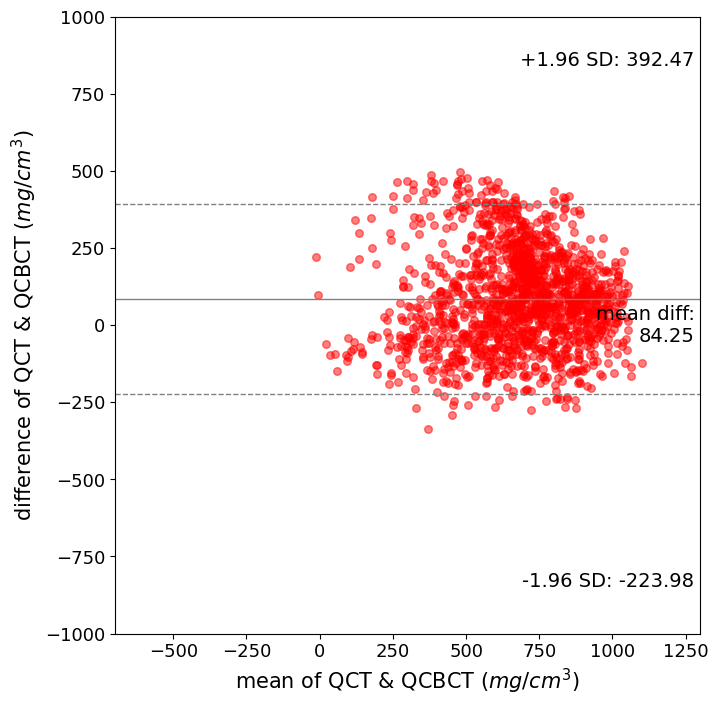 1000
750
500
250
0
−250
−500
−750
−1000
difference of QCT & QCBCT (mg/cm³)
+1.96 SD: 392.47
mean diff:
84.25
-1.96 SD: -223.98
−500 −250 0 250 500 750 1000 1250
mean of QCT & QCBCT (mg/cm³)